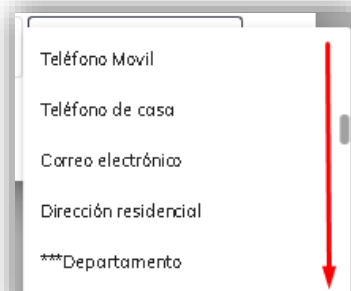 Teléfono Movil
Teléfono de casa
Correo electrónico
Dirección residencial
***Departamento